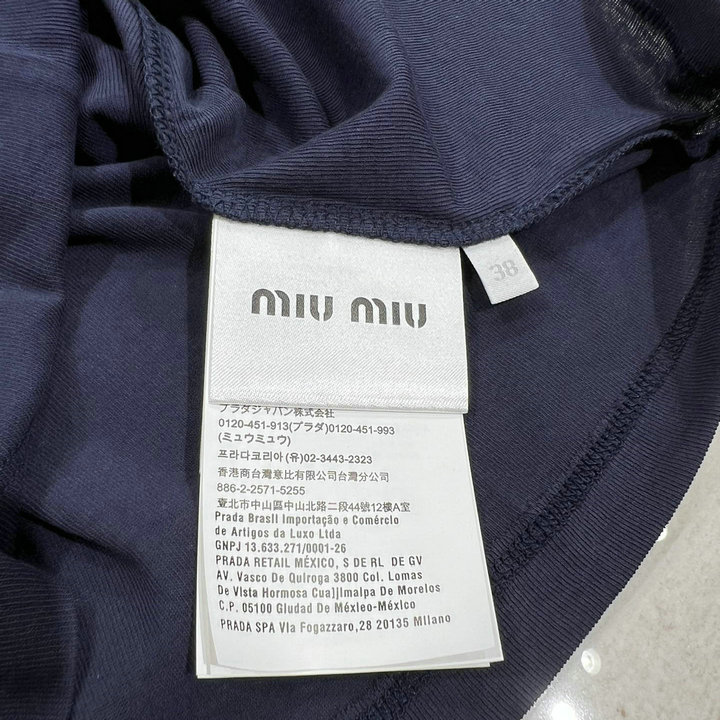 miu miu
38
プラダジャパン株式会社
0120-451-913(プラダ)0120-451-993
(ミュウミュウ)
프라다코리아(유)02-3443-2323
香港商台灣意比有限公司台灣分公司
886-2-2571-5255
臺北市中山區中山北路二段44號12樓A室
Prada Brasil Importação e Comércio
de Artigos da Luxo Ltda
GNPJ 13.633.271/0001-26
PRADA RETAIL MÉXICO, S DE RL DE GV
AV. Vasco De Quiroga 3800 Col. Lomas
De Vista Hormosa Cua)jImalpa De Morelos
C.P. 05100 Gludad De Méxieo-México
PRADA SPA VIa Fogazzaro,28 20135 Milano